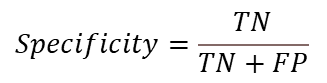 Specificity = TN / TN + FP